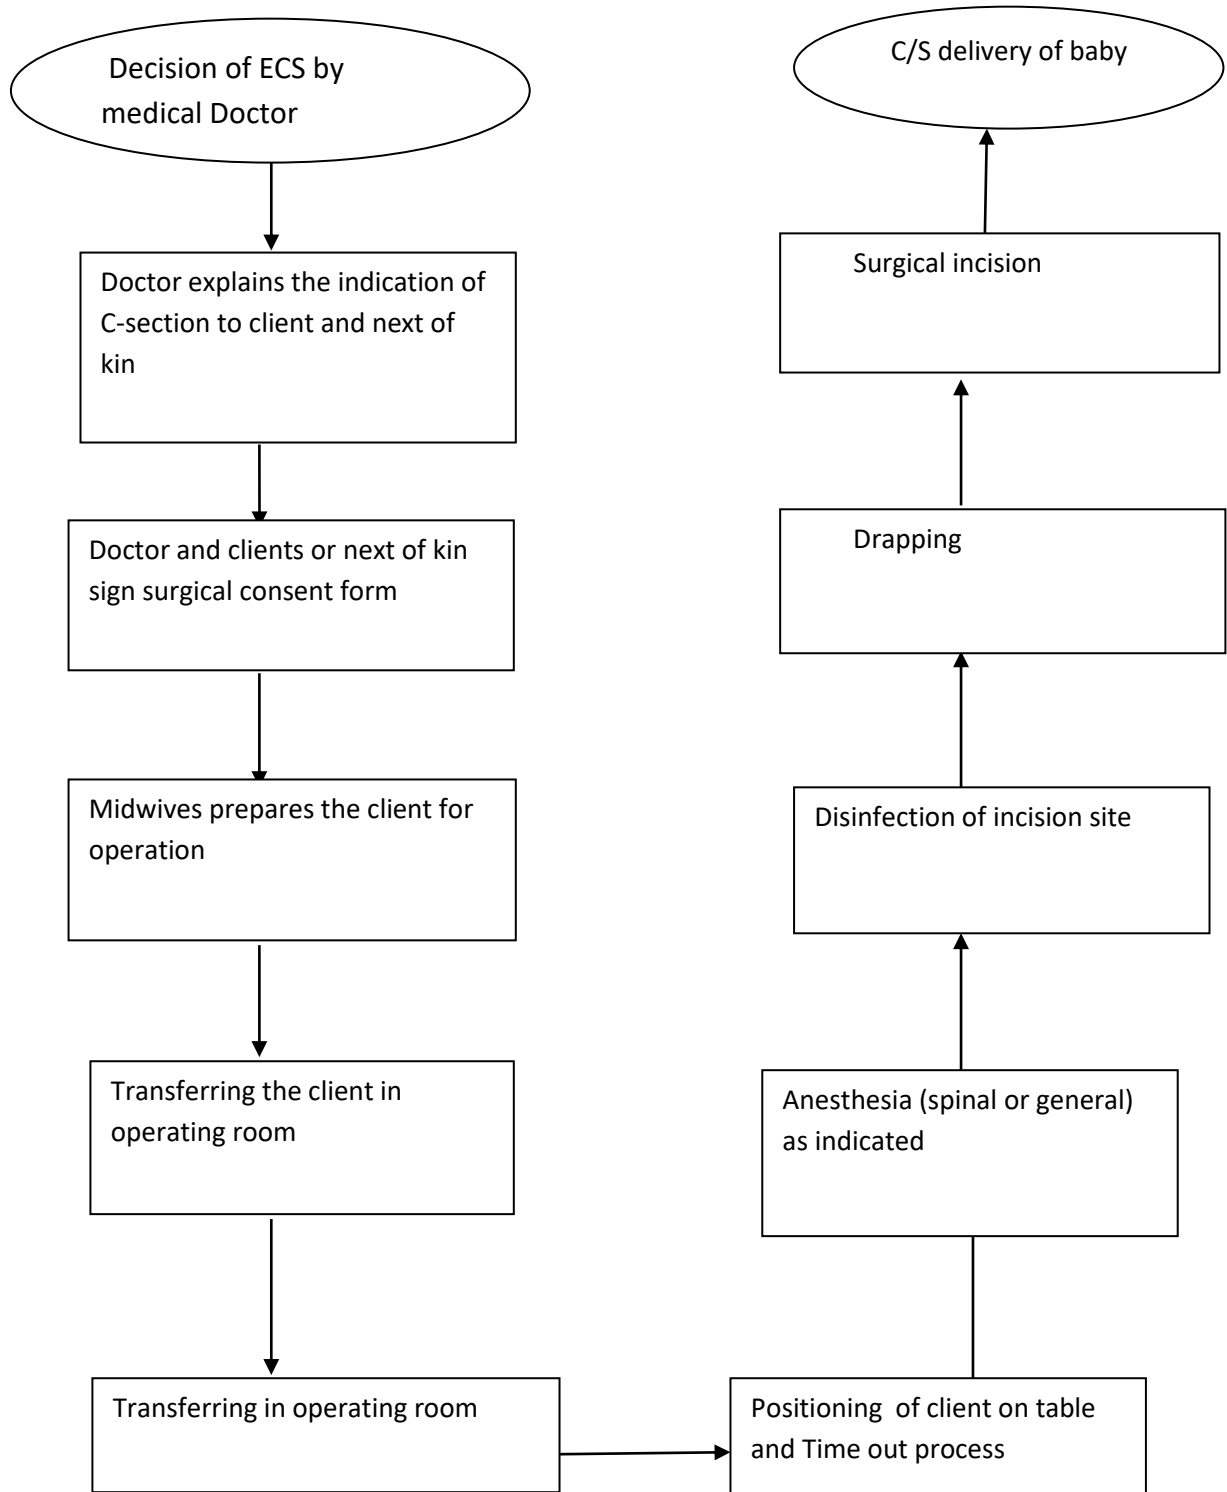 Decision of ECS by
medical Doctor
Doctor explains the indication of
C-section to client and next of
kin
Doctor and clients or next of kin
sign surgical consent form
Midwives prepares the client for
operation
Transferring the client in
operating room
Transferring in operating room
Positioning  of client on table
and Time out process
Anesthesia (spinal or general)
as indicated
Disinfection of incision site
Drapping
Surgical incision
C/S delivery of baby